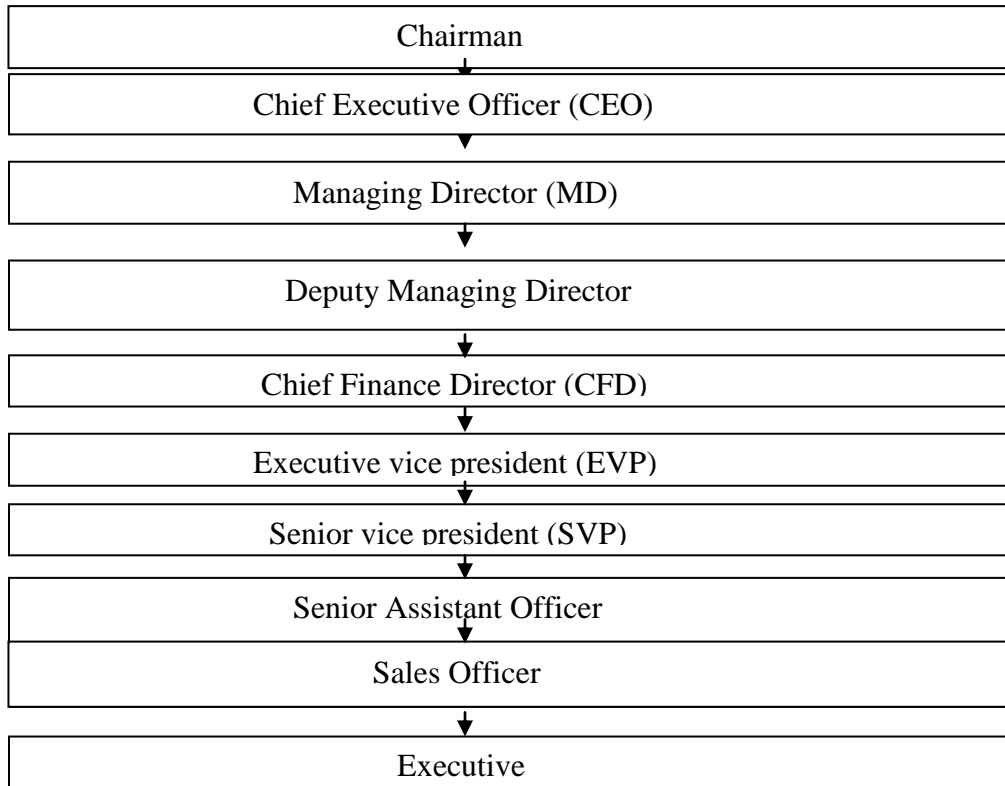 Chairman
Chief Executive Officer (CEO)
Managing Director (MD)
Deputy Managing Director
Chief Finance Director (CFD)
Executive vice president (EVP)
Senior vice president (SVP)
Senior Assistant Officer
Sales Officer
Executive